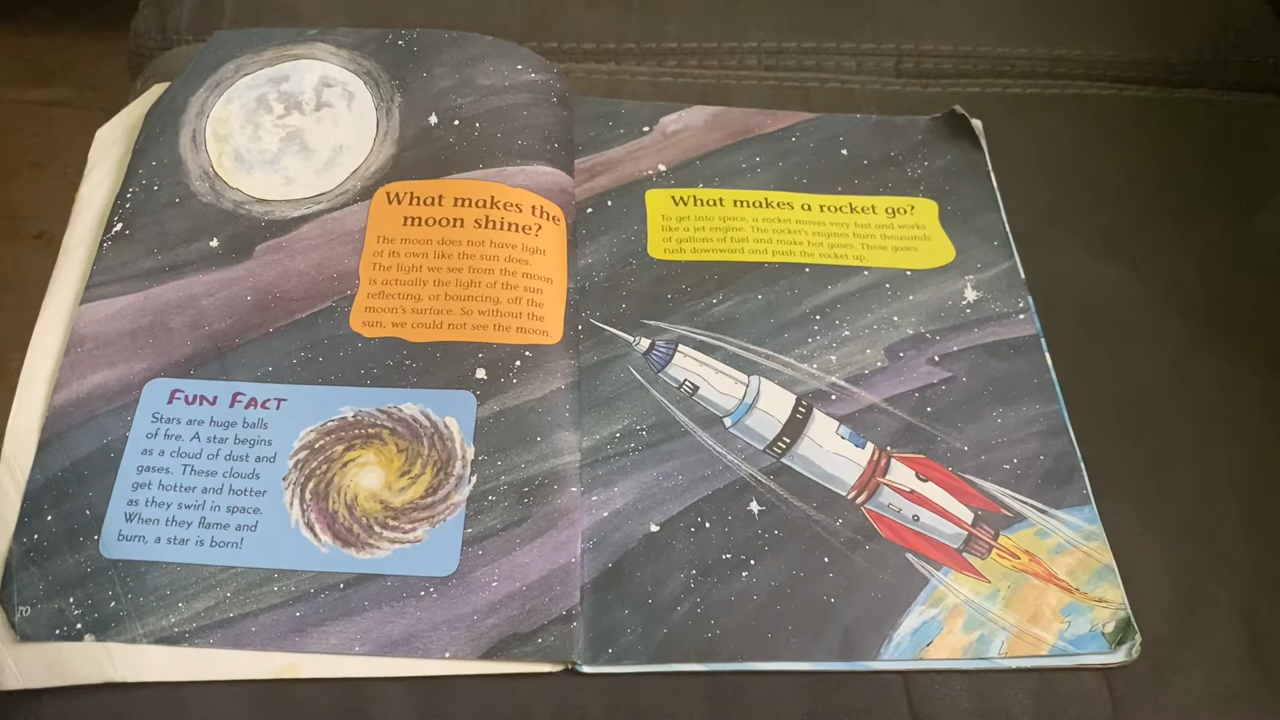 What makes the
moon shine?
The moon does not have light
of its own like the sun does.
The light we see from the moon
is actually the light of the sun
reflecting, or bouncing, off the
moon's surface. So without the
sun, we could not see the moon.
FUN FACT
Stars are huge balls
of fire. A star begins
as a cloud of dust and
gases. These clouds
get hotter and hotter
as they swirl in space.
When they flame and
burn, a star is born!
10
What makes a rocket go?
To get into space, a rocket moves very fast and works
like a jet engine. The rocket's engines burn thousands
of gallons of fuel and make hot gases. These gases
rush downward and push the rocket up.